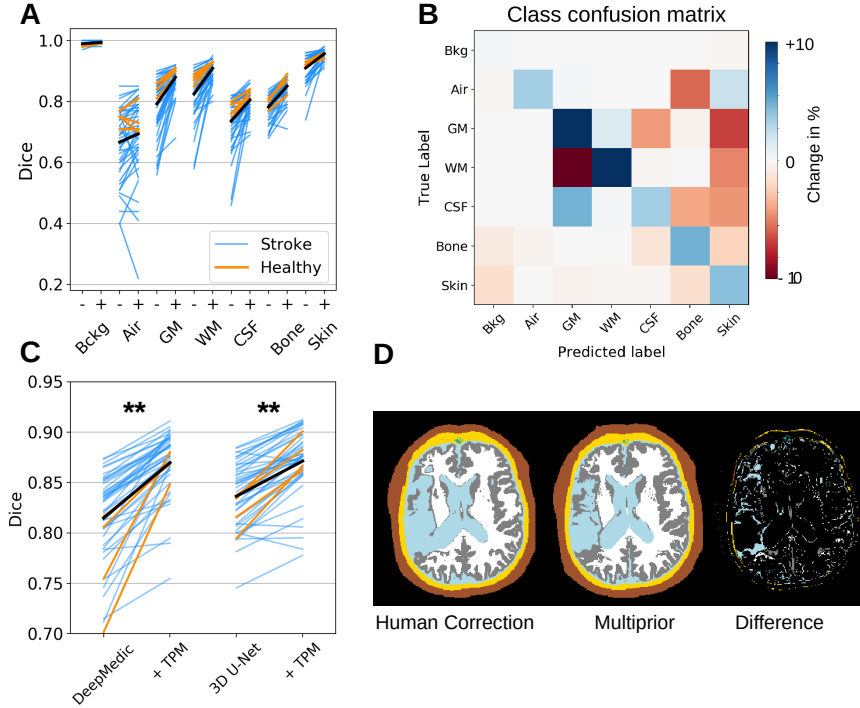 A
Dice
1.0
0.8
0.6
0.4
0.2
Stroke
Healthy
- + - + - + - + - + - + - +
Bckg Air GM WM CSF Bone Skin
B
Class confusion matrix
True Label
Bkg
Air
GM
WM
CSF
Bone
Skin
Bkg Air GM WM CSF Bone Skin
Predicted label
+10
0
10
Change in %
C
Dice
0.95
0.90
0.85
0.80
0.75
0.70
** **
DeepMedic + TPM 3D U-Net + TPM
D
Human Correction Multiprior Difference